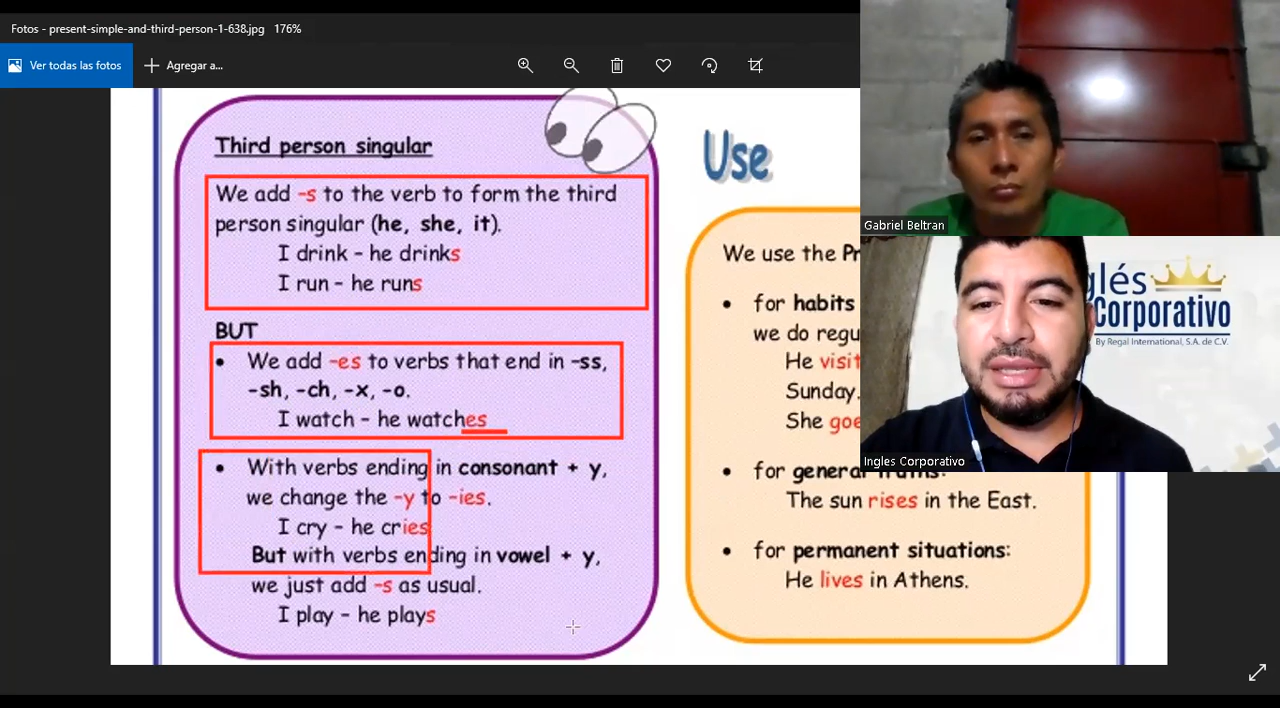 Fotos - present-simple-and-third-person-1-638.jpg 176%
Ver todas las fotos
Agregar a...
Third person singular
We add -s to the verb to form the third
person singular (he, she, it).
I drink - he drinks
I run - he runs
BUT
• We add -es to verbs that end in -ss,
-sh, -ch, -x, -o.
I watch - he watches
• With verbs ending in consonant + y,
we change the -y to -ies.
I cry - he cries
But with verbs ending in vowel + y,
we just add -s as usual.
I play - he plays
Use
We use the
• for habits
we do
He
Sunday.
She
• for general truths:
The sun rises in the East.
• for permanent situations:
He lives in Athens.
Gabriel Beltran
Corporativo
By Regal International, S.A. de C.V.
Ingles Corporativo